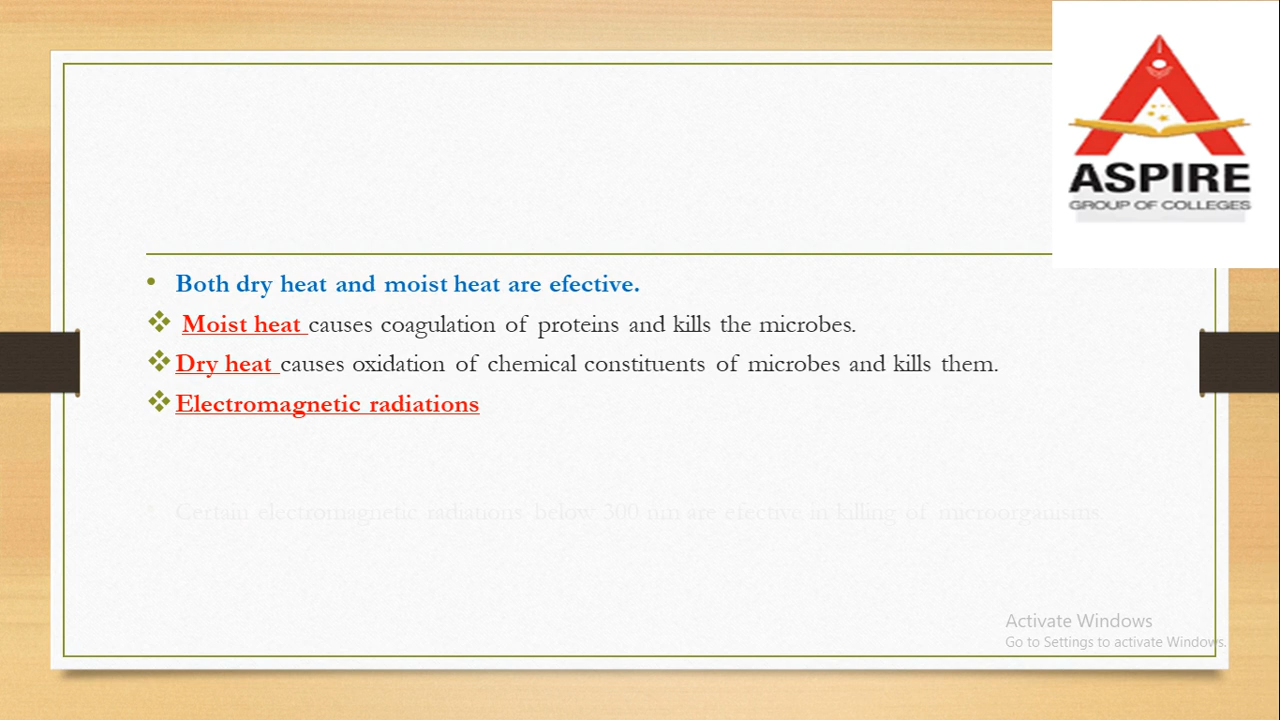 ASPIRE
GROUP OF COLLEGES
• Both dry heat and moist heat are efective.
❖ Moist heat causes coagulation of proteins and kills the microbes.
❖ Dry heat causes oxidation of chemical constituents of microbes and kills them.
❖ Electromagnetic radiations
• Certain electromagnetic radiations below 300 nm are efective in killing of microorganisms.
Activate Windows
Go to Settings to activate Windows.